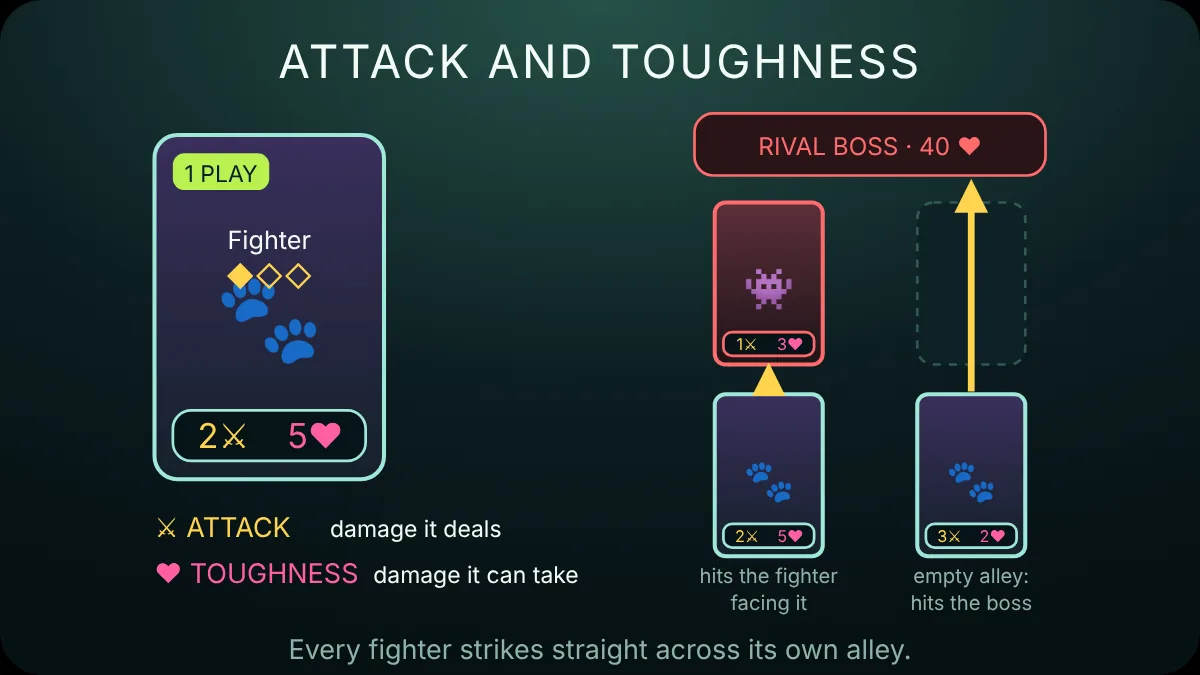 ATTACK AND TOUGHNESS
1 PLAY
Fighter
2⚔ 5♥
⚔ ATTACK damage it deals
♥ TOUGHNESS damage it can take
RIVAL BOSS · 40 ♥
1⚔ 3♥
2⚔ 5♥
3⚔ 2♥
hits the fighter
facing it
empty alley:
hits the boss
Every fighter strikes straight across its own alley.